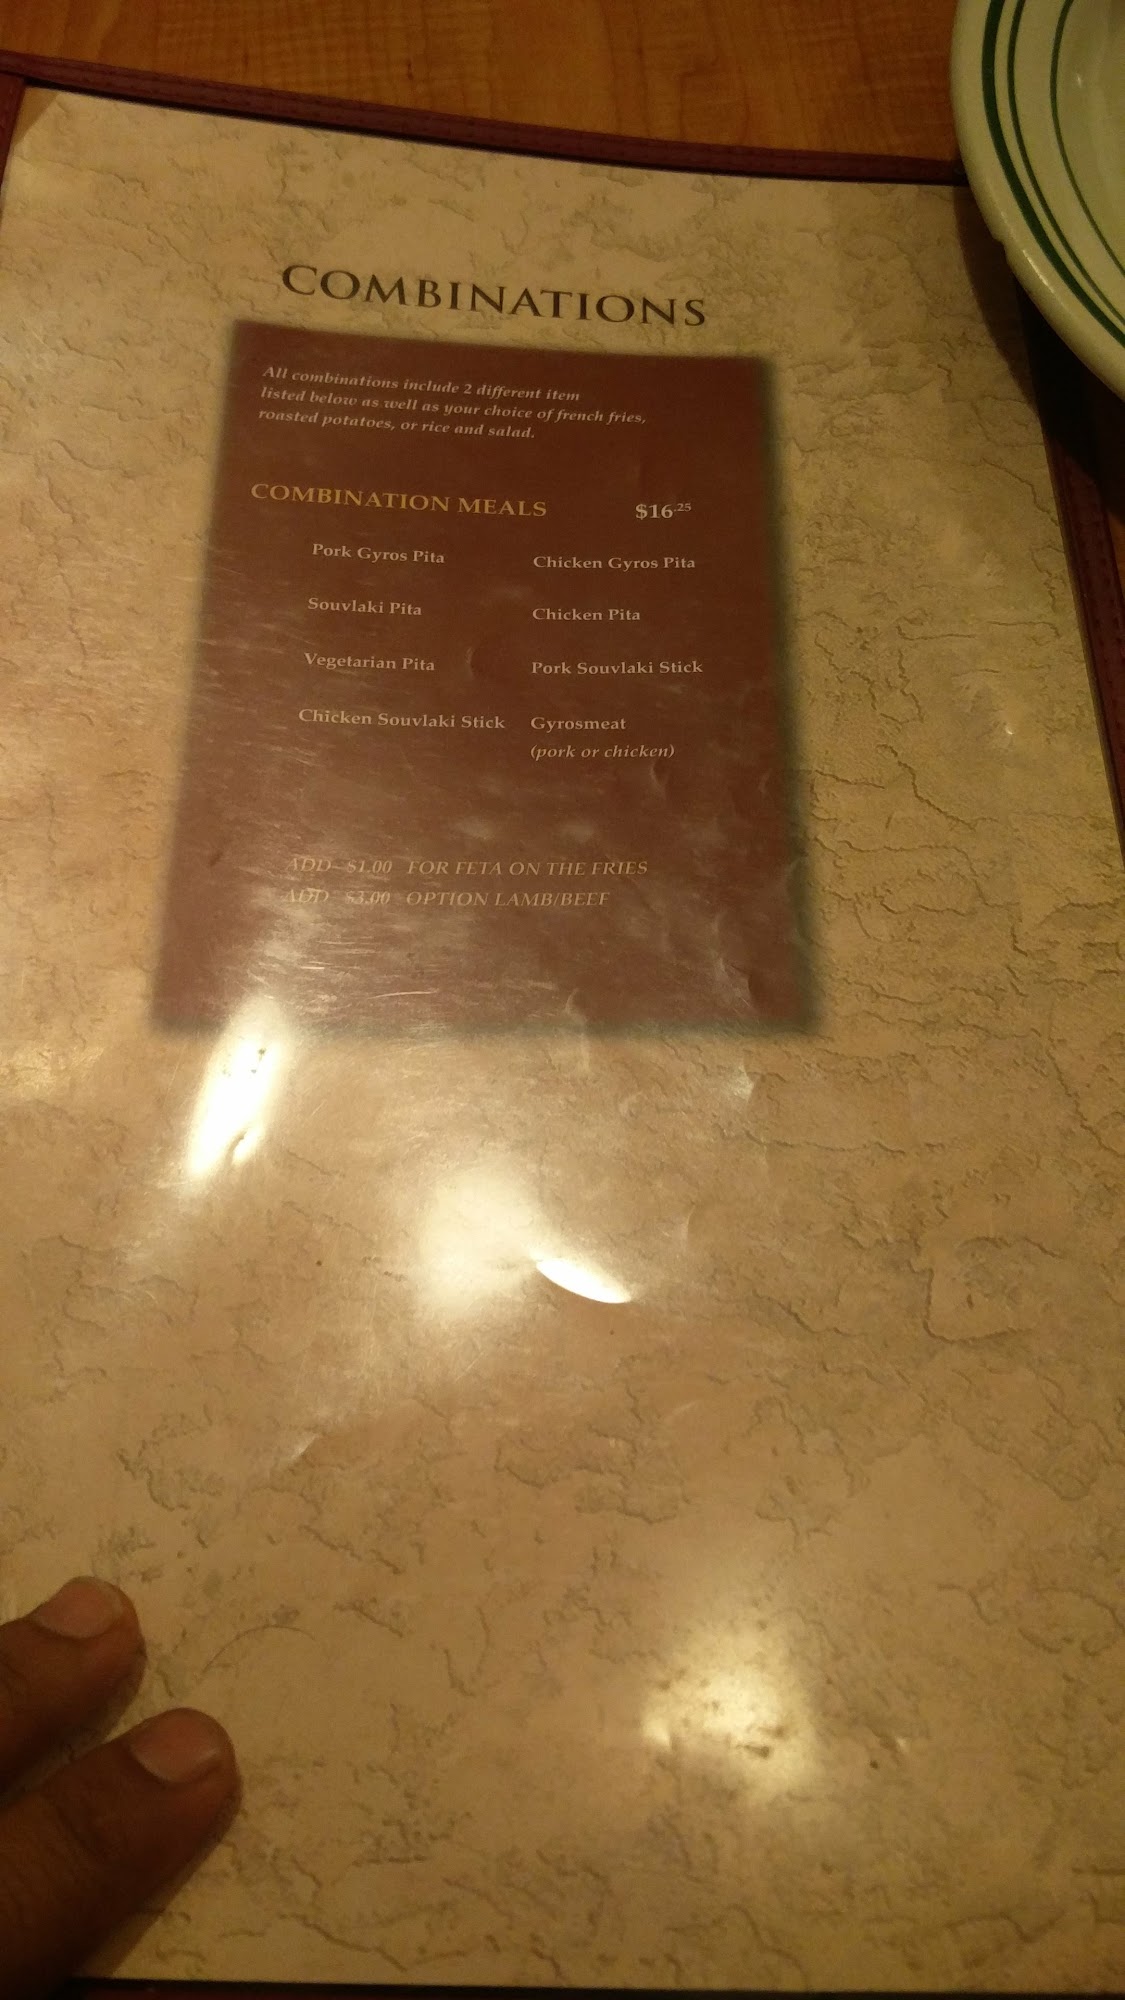 COMBINATIONS
All combinations include 2 different item
listed below as well as your choice of french fries,
roasted potatoes, or rice and salad.
COMBINATION MEALS $16.25
Pork Gyros Pita Chicken Gyros Pita
Souvlaki Pita Chicken Pita
Vegetarian Pita Pork Souvlaki Stick
Chicken Souvlaki Stick Gyrosmeat
(pork or chicken)
ADD $1.00 FOR FETA ON THE FRIES
ADD $3.00 OPTION LAMB/BEEF